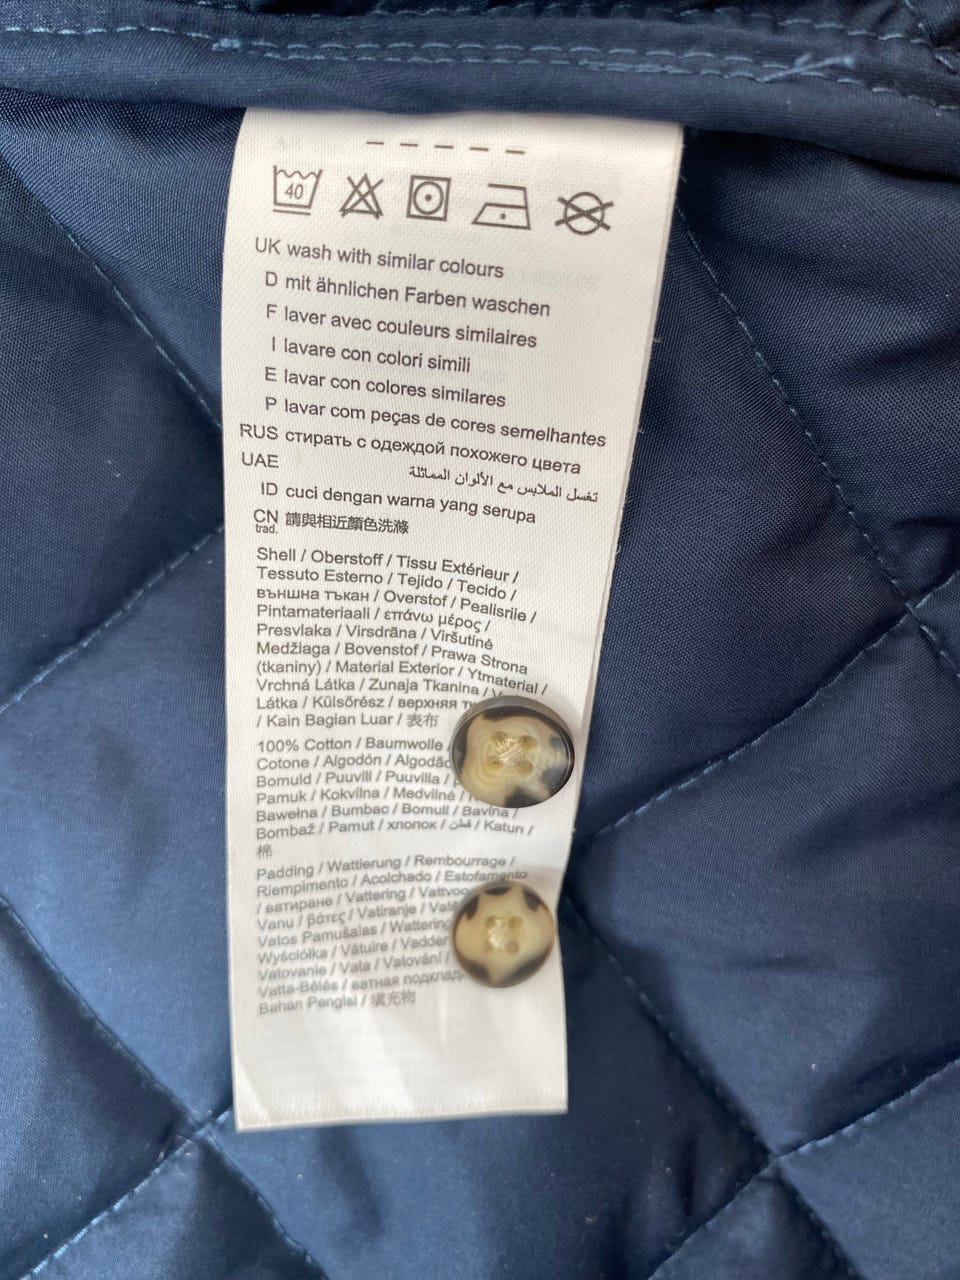 40
UK wash with similar colours
D mit ähnlichen Farben waschen
F laver avec couleurs similaires
I lavare con colori simili
E lavar con colores similares
P lavar com peças de cores semelhantes
RUS стирать с одеждой похожего цвета
UAE تغسل الملابس مع الألوان المماثلة
ID cuci dengan warna yang serupa
CN trad. 請與相近顏色洗滌
Shell / Oberstoff / Tissu Extérieur /
Tessuto Esterno / Tejido / Tecido /
външна тъкан / Overstof / Pealisriie /
Pintamateriaali / επάνω μέρος /
Presvlaka / Virsdrāna / Viršutinė
Medžiaga / Bovenstof / Prawa Strona
(tkaniny) / Material Exterior / Ytmaterial /
Vrchná Látka / Zunaja Tkanina /
Látka / Külsőrész / верхняя
/ Kain Bagian Luar / 表布
100% Cotton / Baumwolle
Cotone / Algodón /
Bomuld / Puuvill / Puuvilla /
Pamuk / Kokvilna / Medvilnė /
Bawełna / Bumbac / Bomull / Bavlna /
Bombaž / Pamut / хлопок / قطن / Katun /
棉
Padding / Wattierung / Rembourrage /
Riempimento / Acolchado / Estofamento
/ ватиране / Vattering /
Vanu / βάτες / Vatiranje /
Vatos Pamušalas / Wattering
Wyściółka / Vătuire /
Vatovanie / Vata / Vatování /
Vatta-Bélés / ватная
Bahan Pengisi / 填充物